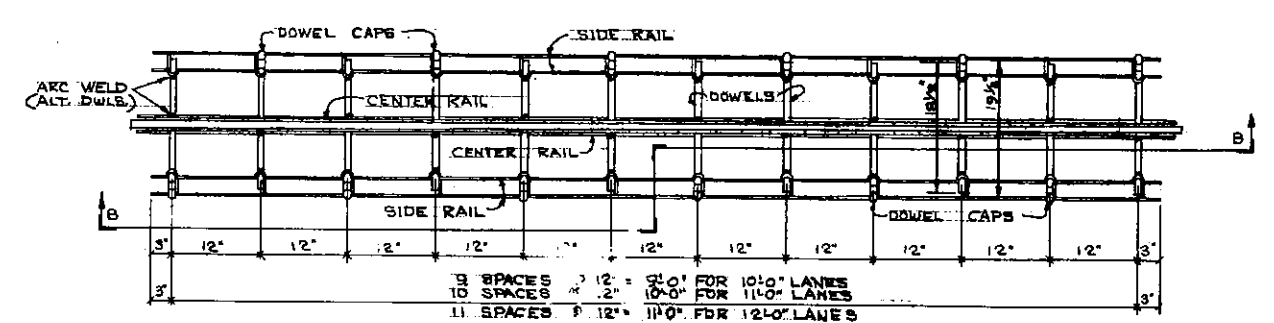 DOWEL CAPS
SIDE RAIL
ARC WELD
(ALT. DWLS.)
CENTER RAIL
DOWELS
18½"
19½"
CENTER RAIL
B
B
SIDE RAIL
DOWEL CAPS
3" 12" 12" 12" 12" 12" 12" 12" 12" 12" 12" 3"
9 SPACES @ 12" = 9'-0" FOR 10'-0" LANES
10 SPACES @ 12" = 10'-0" FOR 11'-0" LANES
3" 3"
11 SPACES @ 12" = 11'-0" FOR 12'-0" LANES